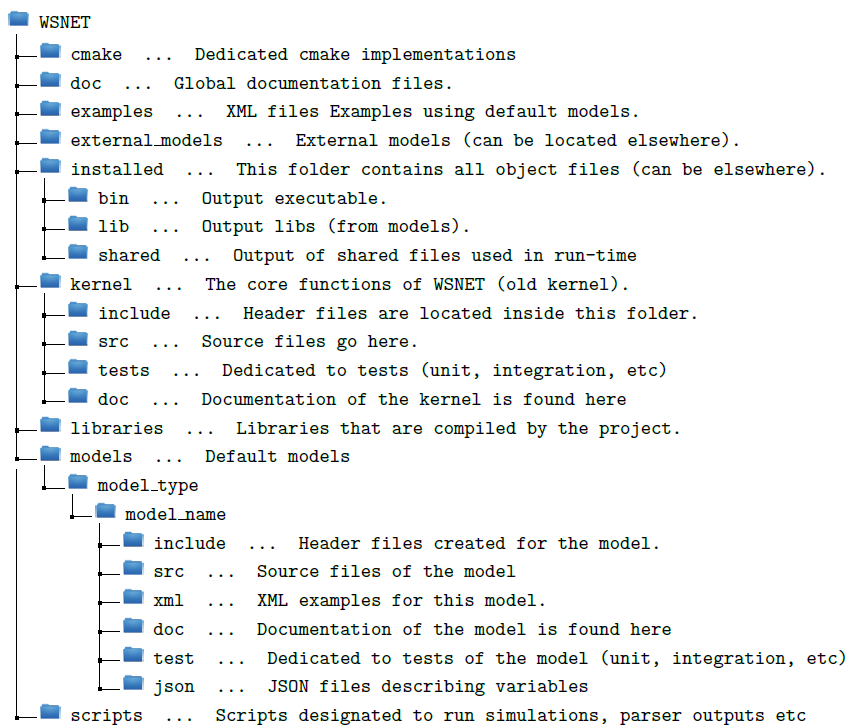 WSNET
cmake ... Dedicated cmake implementations
doc ... Global documentation files.
examples ... XML files Examples using default models.
external_models ... External models (can be located elsewhere).
installed ... This folder contains all object files (can be elsewhere).
bin ... Output executable.
lib ... Output libs (from models).
shared ... Output of shared files used in run-time
kernel ... The core functions of WSNET (old kernel).
include ... Header files are located inside this folder.
src ... Source files go here.
tests ... Dedicated to tests (unit, integration, etc)
doc ... Documentation of the kernel is found here
libraries ... Libraries that are compiled by the project.
models ... Default models
model_type
model_name
include ... Header files created for the model.
src ... Source files of the model
xml ... XML examples for this model.
doc ... Documentation of the model is found here
test ... Dedicated to tests of the model (unit, integration, etc)
json ... JSON files describing variables
scripts ... Scripts designated to run simulations, parser outputs etc